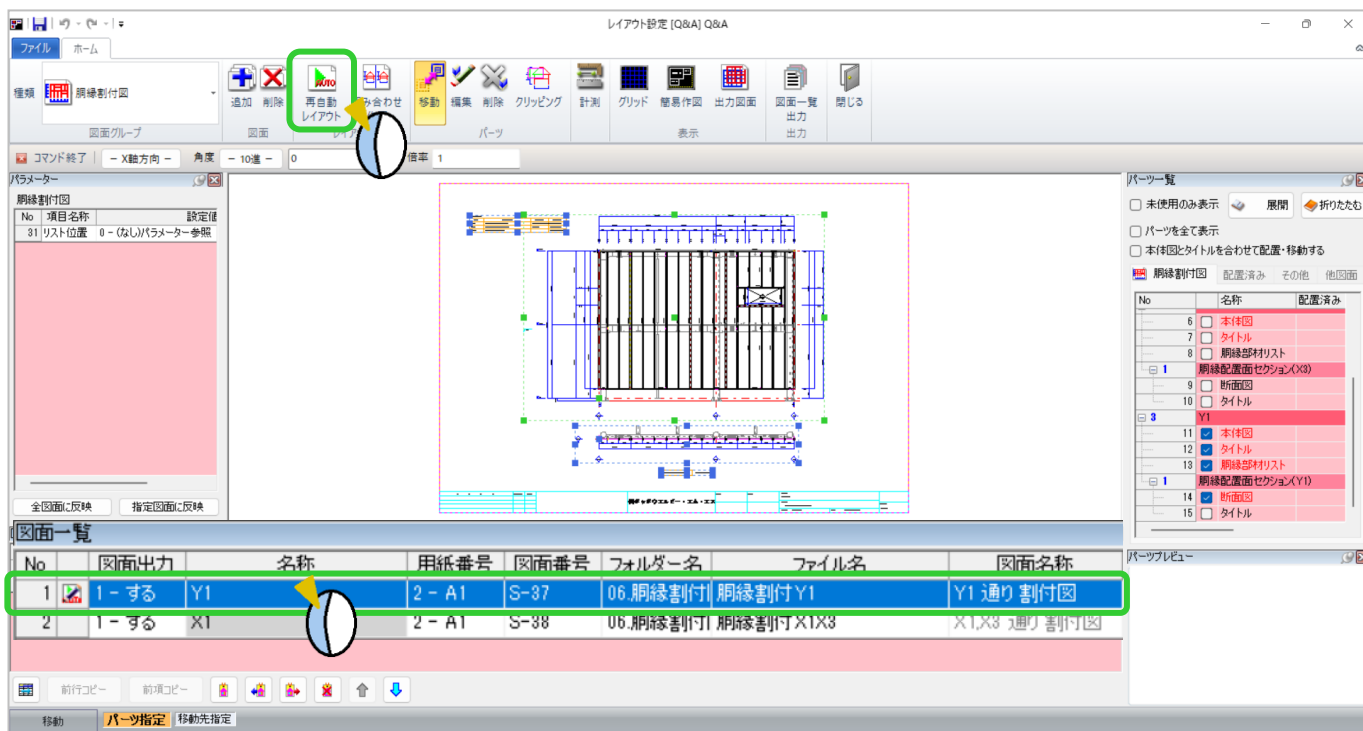 レイアウト設定 [Q&A] Q&A
ファイル ホーム
種類 胴縁割付図
追加 削除 再自動 み合わせ 移動 編集 削除 クリッピング 計測 グリッド 簡易作図 出力図面 図面一覧 閉じる
レイアウト 出力
図面グループ 図面 パーツ 表示 出力
コマンド終了 - X軸方向 - 角度 - 10進 - 0 倍率 1
パラメーター
胴縁割付図
No 項目名称 設定値
31 リスト位置 0 - (なし)パラメーター参照
全図面に反映 指定図面に反映
パーツ一覧
未使用のみ表示 展開 折りたたむ
パーツを全て表示
本体図とタイトルを合わせて配置・移動する
胴縁割付図 配置済み その他 他図面
No 名称 配置済み
6 本体図
7 タイトル
8 胴縁部材リスト
1 胴縁配置面セクション(X3)
9 断面図
10 タイトル
3 Y1
11 本体図
12 タイトル
13 胴縁部材リスト
1 胴縁配置面セクション(Y1)
14 断面図
15 タイトル
パーツプレビュー
図面一覧
No 図面出力 名称 用紙番号 図面番号 フォルダー名 ファイル名 図面名称
1 1 - する Y1 2 - A1 S-37 06.胴縁割付 胴縁割付Y1 Y1 通り 割付図
2 1 - する X1 2 - A1 S-38 06.胴縁割付 胴縁割付X1X3 X1,X3 通り 割付図
前行コピー 前項コピー
移動 パーツ指定 移動先指定